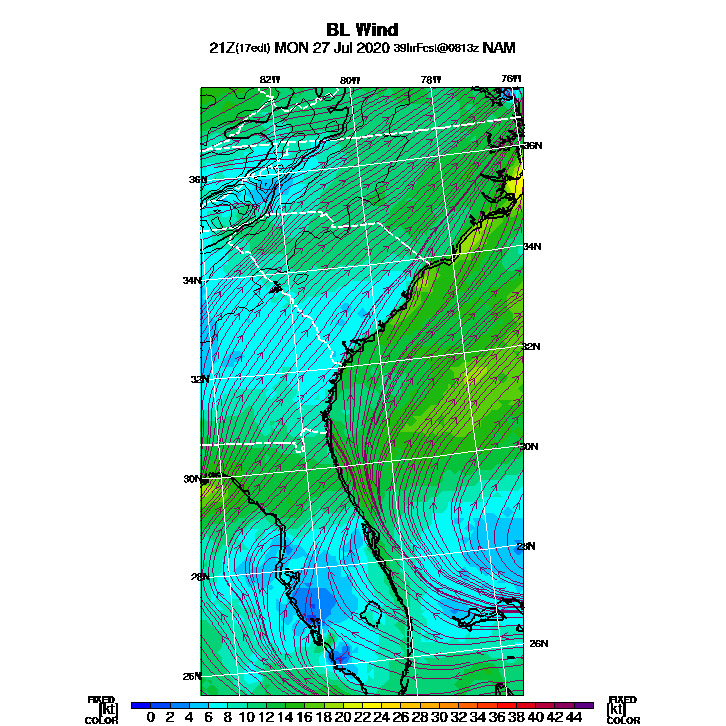 BL Wind
21Z(17edt) MON 27 Jul 2020 39hrFcst@0613z NAM
82W 80W 78W 76W
36N
36N
34N
34N
32N
32N
30N
30N
28N
28N
26N
26N
FIXED FIXED
[kt] 0 2 4 6 8 10 12 14 16 18 20 22 24 26 28 30 32 34 36 38 40 42 44 [kt]
COLOR COLOR